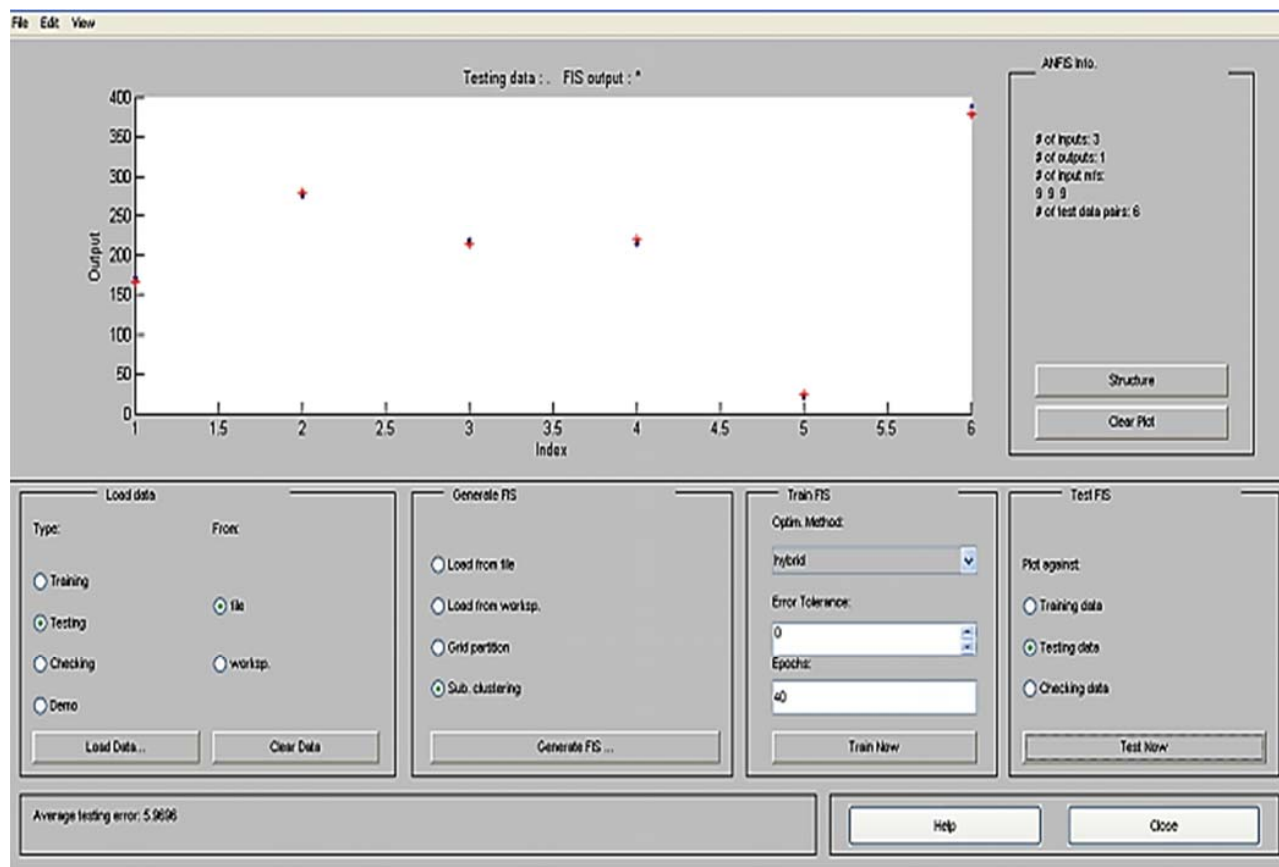 File Edit View
Testing data : . FIS output : *
400
350
300
250
200
150
100
50
0
Output
1 1.5 2 2.5 3 3.5 4 4.5 5 5.5 6
Index
ANFIS Info.
# of inputs: 3
# of outputs: 1
# of input mfs:
9 9 9
# of test data pairs: 6
Structure
Clear Plot
Load data
Type:
From:
Training
Testing
Checking
Demo
file
worksp.
Load Data...
Clear Data
Generate FIS
Load from file
Load from worksp.
Grid partition
Sub. clustering
Generate FIS ...
Train FIS
Optim. Method:
hybrid
Error Tolerance:
0
Epochs:
40
Train Now
Test FIS
Plot against:
Training data
Testing data
Checking data
Test Now
Average testing error: 5.9696
Help
Close